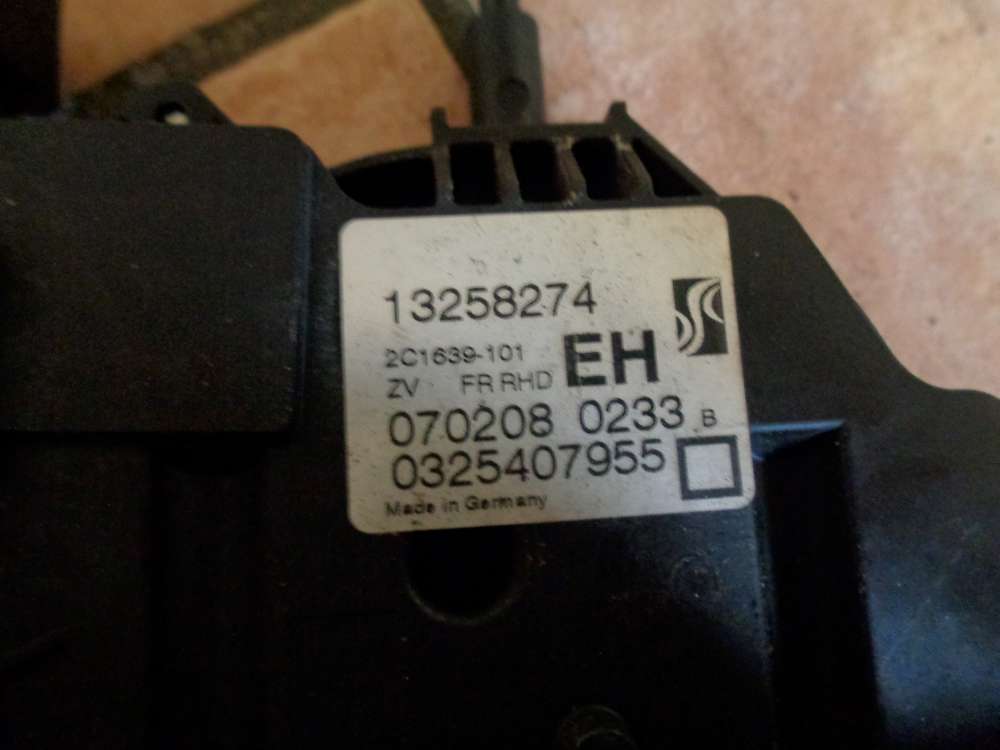 13258274
2C1639-101
EH
ZV FR RHD
070208 0233 B
0325407955
Made in Germany